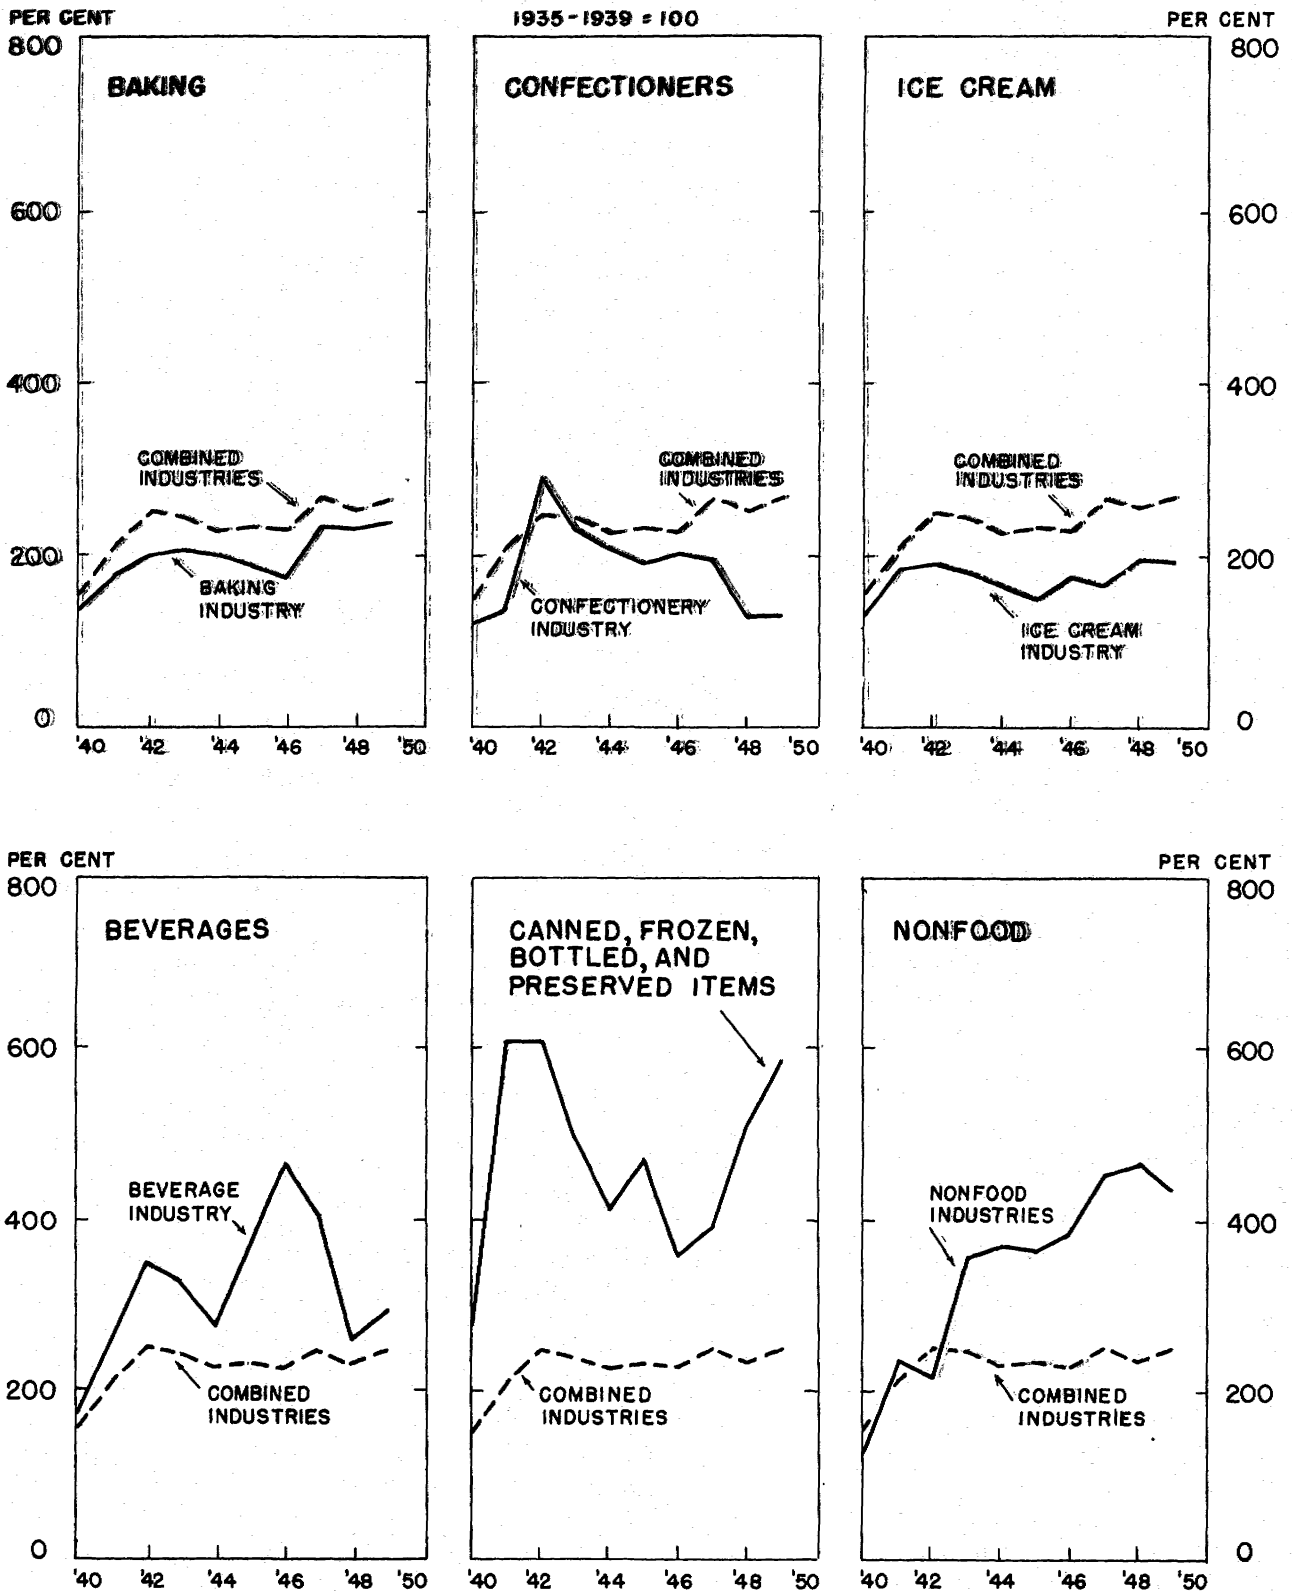 PER CENT 1935-1939 = 100 PER CENT
800 800
BAKING CONFECTIONERS ICE CREAM
600 600
400 400
COMBINED INDUSTRIES
COMBINED INDUSTRIES
COMBINED INDUSTRIES
200 200
BAKING INDUSTRY
CONFECTIONERY INDUSTRY
ICE CREAM INDUSTRY
0 0
'40 '42 '44 '46 '48 '50 '40 '42 '44 '46 '48 '50 '40 '42 '44 '46 '48 '50
PER CENT PER CENT
800 800
BEVERAGES
CANNED, FROZEN,
BOTTLED, AND
PRESERVED ITEMS
NONFOOD
600 600
BEVERAGE
INDUSTRY
NONFOOD
INDUSTRIES
400 400
200 200
COMBINED
INDUSTRIES
COMBINED
INDUSTRIES
COMBINED
INDUSTRIES
0 0
'40 '42 '44 '46 '48 '50 '40 '42 '44 '46 '48 '50 '40 '42 '44 '46 '48 '50